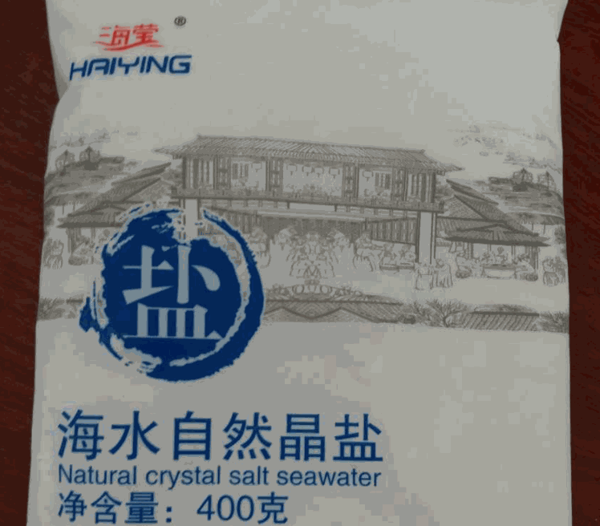 海莹®
HAIYING
盐
海水自然晶盐
Natural crystal salt seawater
净含量：400克